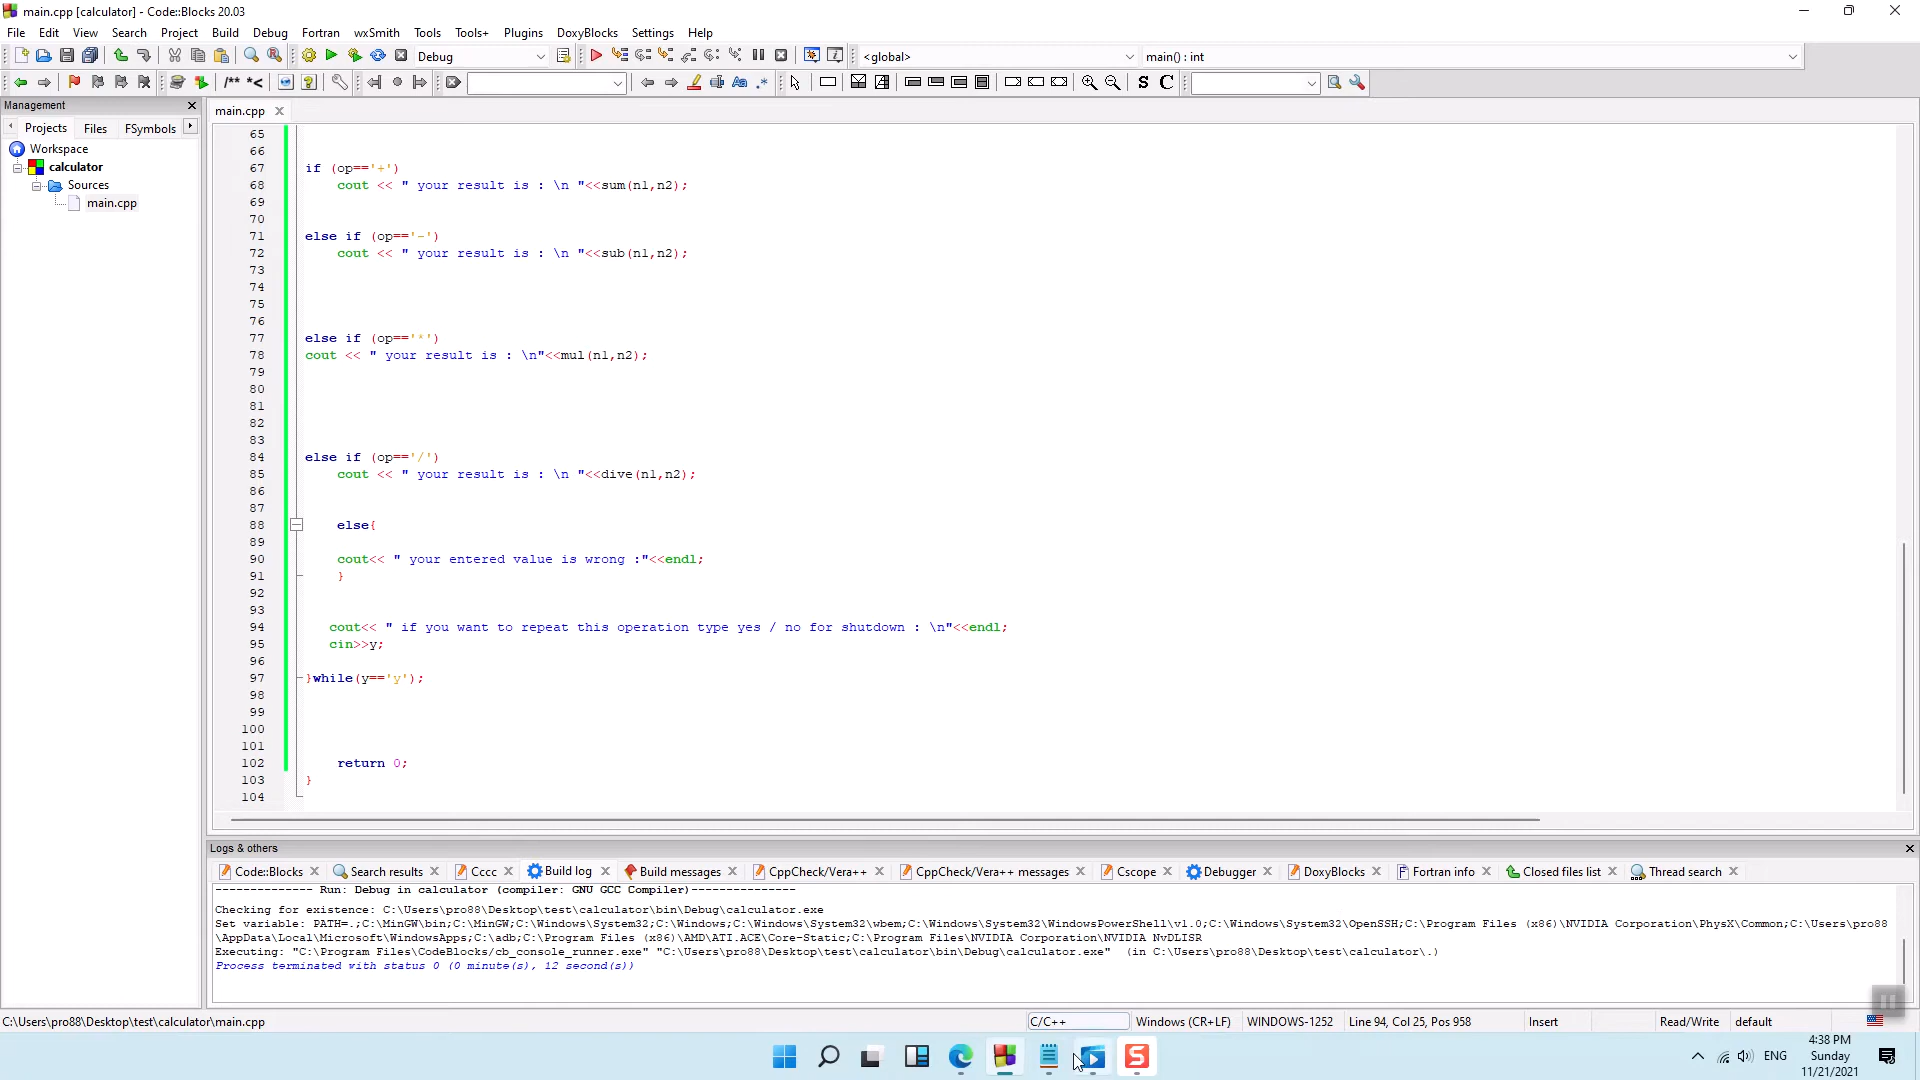 main.cpp [calculator] - Code::Blocks 20.03
File Edit View Search Project Build Debug Fortran wxSmith Tools Tools+ Plugins DoxyBlocks Settings Help
Debug <global> main() : int
/** *<
Aa .* S C
Management
main.cpp
Projects Files FSymbols
Workspace
calculator
Sources
main.cpp
65
66
67 if (op=='+')
68 cout << " your result is : \n "<<sum(n1,n2);
69
70
71 else if (op=='-')
72 cout << " your result is : \n "<<sub(n1,n2);
73
74
75
76
77 else if (op=='*')
78 cout << " your result is : \n"<<mul(n1,n2);
79
80
81
82
83
84 else if (op=='/')
85 cout << " your result is : \n "<<dive(n1,n2);
86
87
88 else{
89
90 cout<< " your entered value is wrong :"<<endl;
91 }
92
93
94 cout<< " if you want to repeat this operation type yes / no for shutdown : \n"<<endl;
95 cin>>y;
96
97 }while(y=='y');
98
99
100
101
102 return 0;
103 }
104
Logs & others
Code::Blocks Search results Cccc Build log Build messages CppCheck/Vera++ CppCheck/Vera++ messages Cscope Debugger DoxyBlocks Fortran info Closed files list Thread search
-------------- Run: Debug in calculator (compiler: GNU GCC Compiler)---------------
Checking for existence: C:\Users\pro88\Desktop\test\calculator\bin\Debug\calculator.exe
Set variable: PATH=.;C:\MinGW\bin;C:\MinGW;C:\Windows\System32;C:\Windows;C:\Windows\System32\wbem;C:\Windows\System32\WindowsPowerShell\v1.0;C:\Windows\System32\OpenSSH;C:\Program Files (x86)\NVIDIA Corporation\PhysX\Common;C:\Users\pro88
\AppData\Local\Microsoft\WindowsApps;C:\adb;C:\Program Files (x86)\AMD\ATI.ACE\Core-Static;C:\Program Files\NVIDIA Corporation\NVIDIA NvDLISR
Executing: "C:\Program Files\CodeBlocks/cb_console_runner.exe" "C:\Users\pro88\Desktop\test\calculator\bin\Debug\calculator.exe" (in C:\Users\pro88\Desktop\test\calculator\.)
Process terminated with status 0 (0 minute(s), 12 second(s))
C:\Users\pro88\Desktop\test\calculator\main.cpp C/C++ Windows (CR+LF) WINDOWS-1252 Line 94, Col 25, Pos 958 Insert Read/Write default
S
ENG
4:38 PM
Sunday
11/21/2021